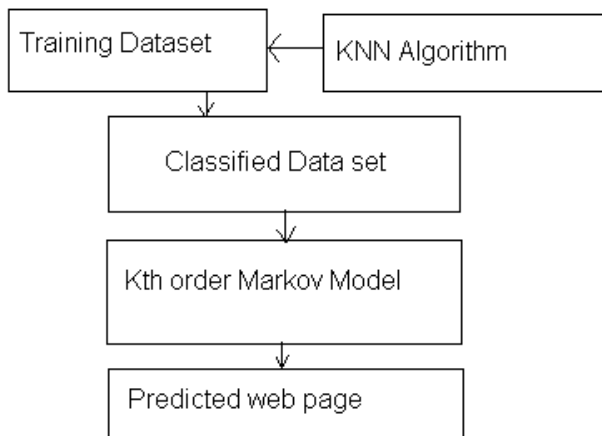 Training Dataset
KNN Algorithm
Classified Data set
Kth order Markov Model
Predicted web page